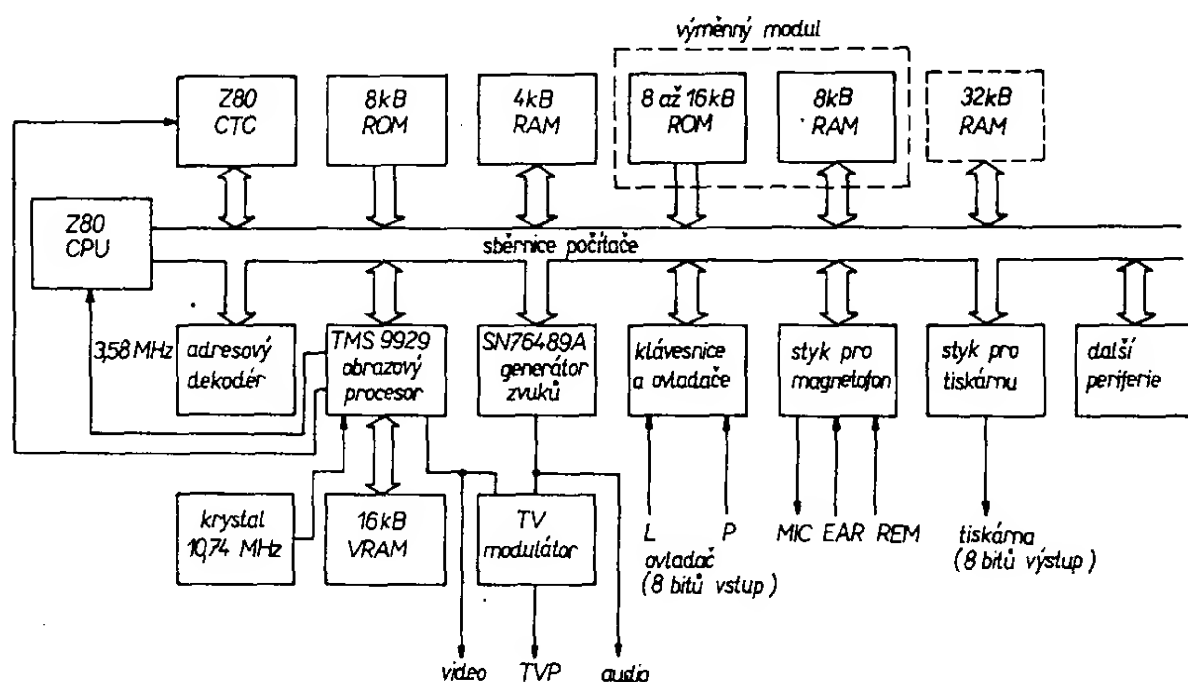 výměnný modul
Z80
CTC
8kB
ROM
4kB
RAM
8 až 16kB
ROM
8kB
RAM
32kB
RAM
Z80
CPU
sběrnice počítače
3,58 MHz
adresový
dekodér
TMS 9929
obrazový
procesor
SN76489A
generátor
zvuků
klávesnice
a ovladače
styk pro
magnetofon
styk pro
tiskárnu
další
periferie
krystal
10,74 MHz
16kB
VRAM
TV
modulátor
L
P
ovladač
(8 bitů vstup)
MIC
EAR
REM
tiskárna
(8 bitů výstup)
video
TVP
audio